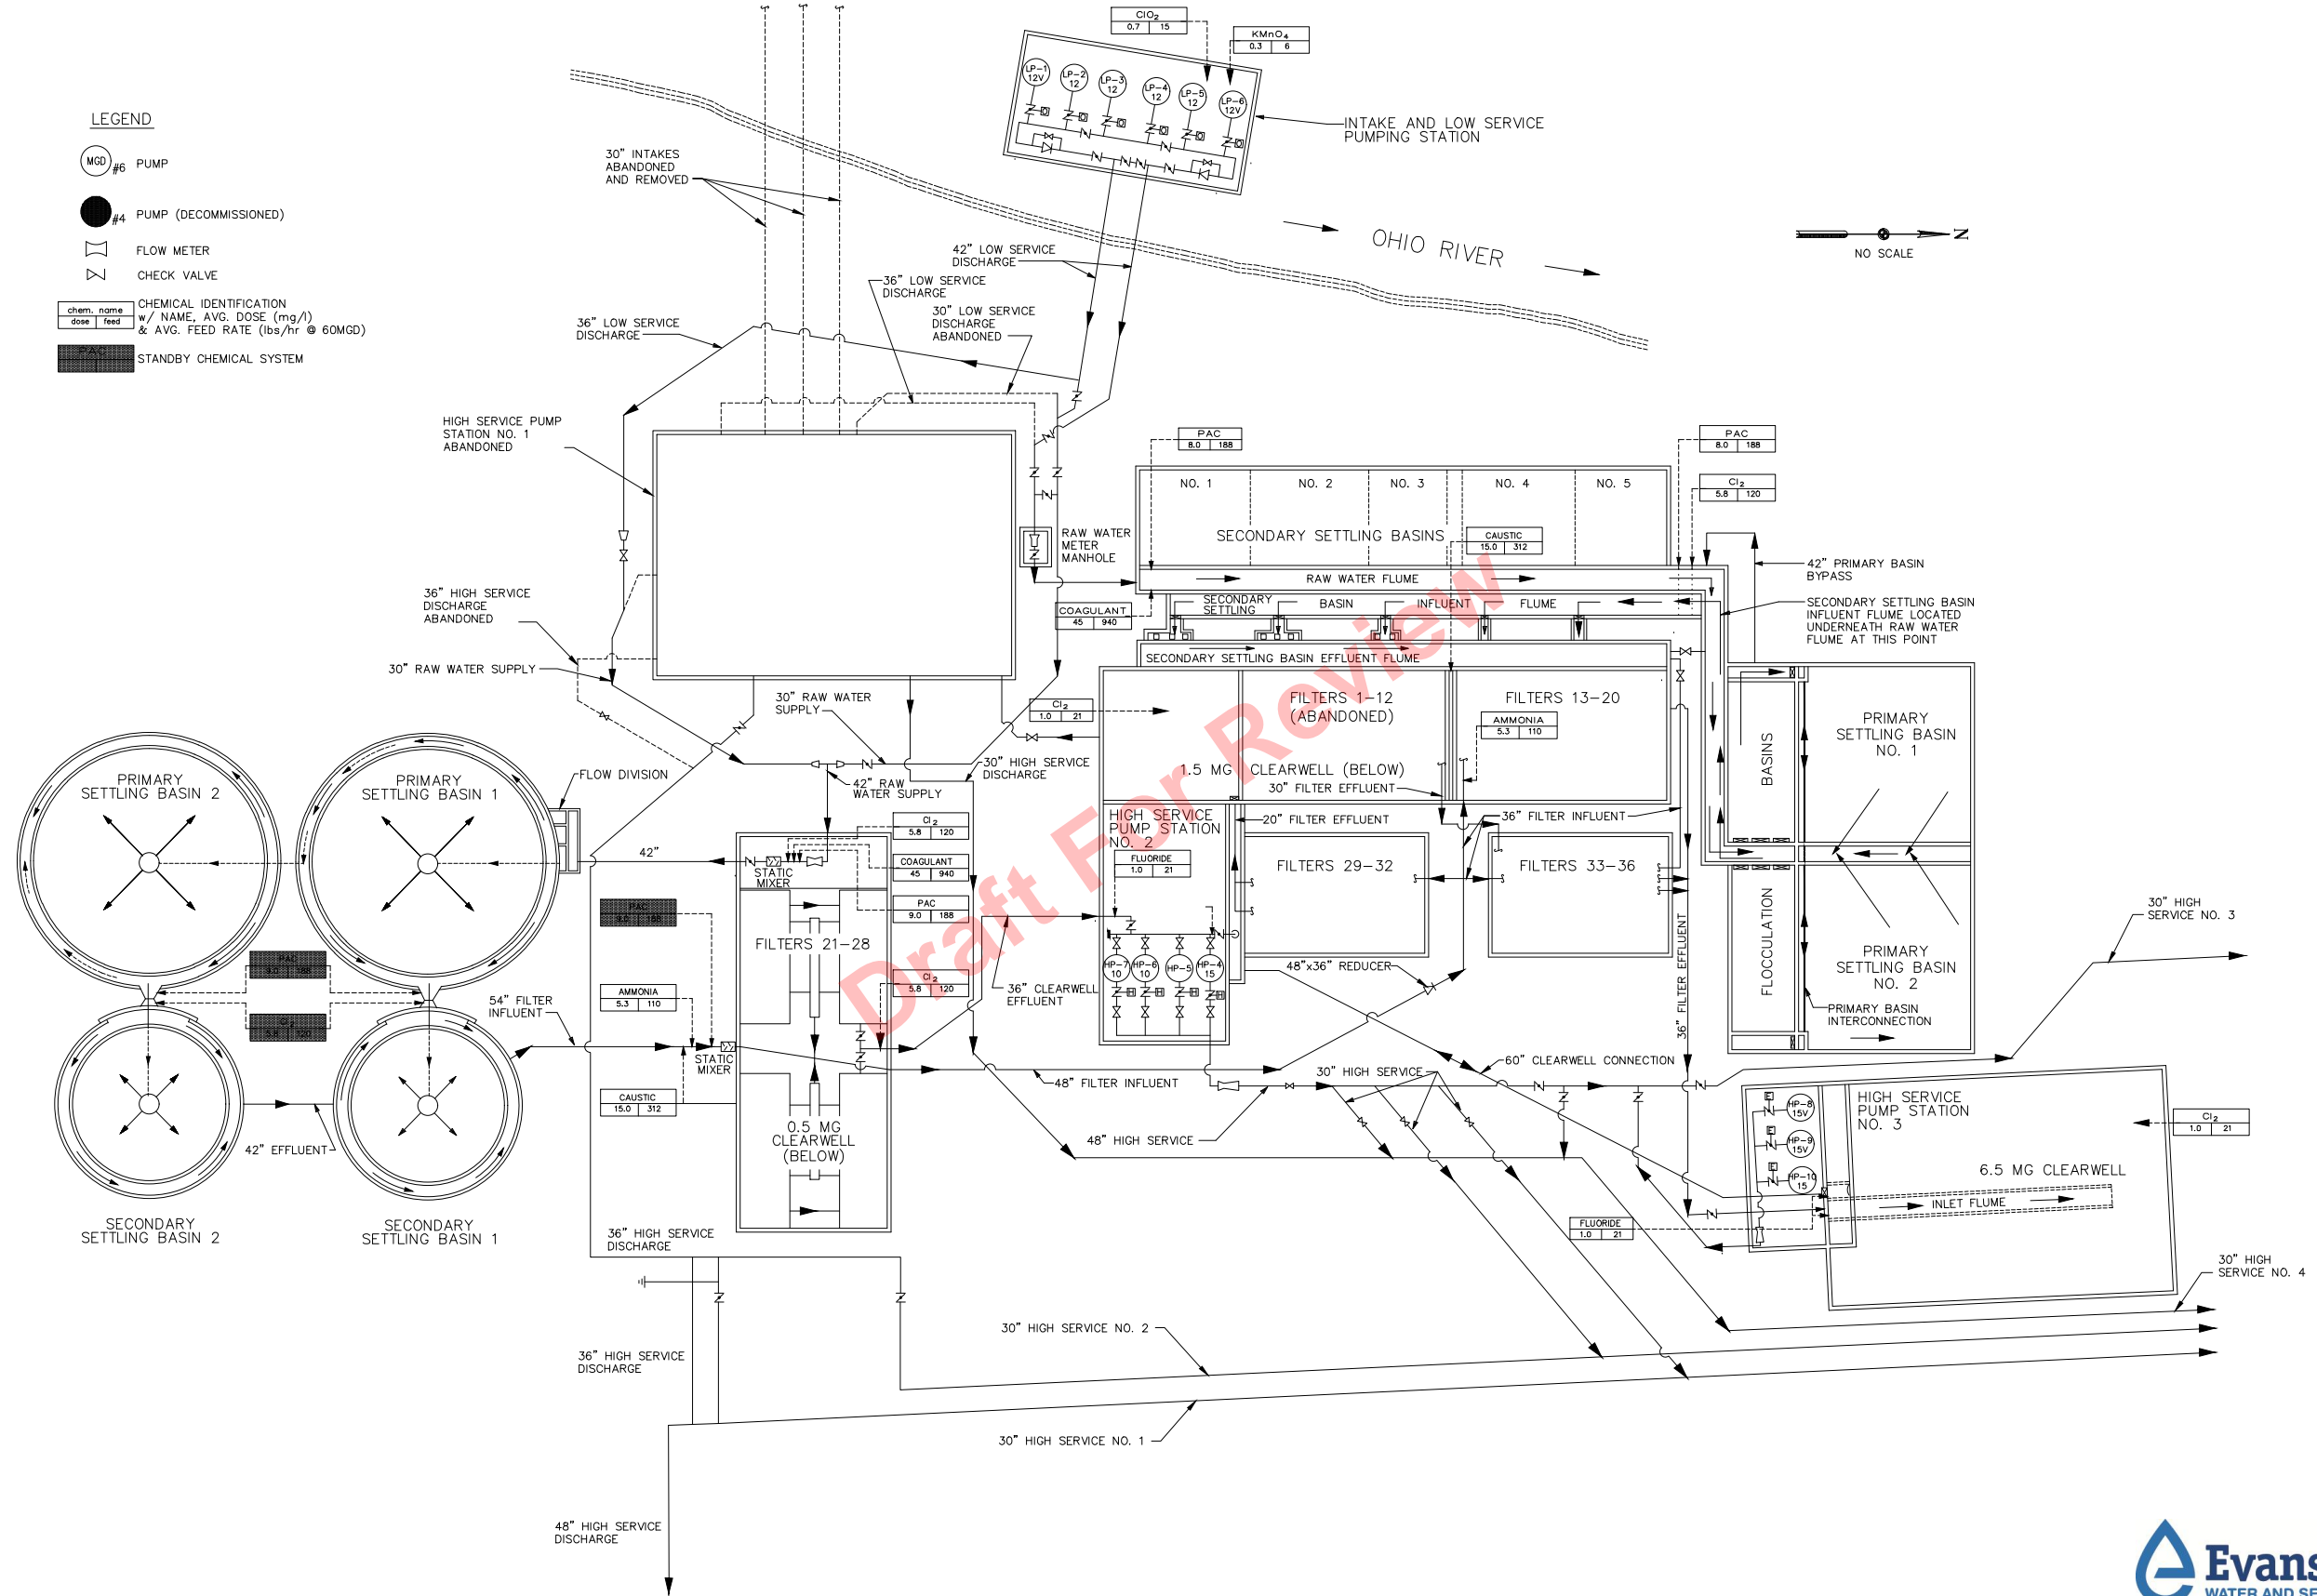 LEGEND
MGD #6 PUMP
#4 PUMP (DECOMMISSIONED)
FLOW METER
CHECK VALVE
chem. name
dose feed
CHEMICAL IDENTIFICATION
w/ NAME, AVG. DOSE (mg/l)
& AVG. FEED RATE (lbs/hr @ 60MGD)
PAC
STANDBY CHEMICAL SYSTEM
ClO2
0.7 15
KMnO4
0.3 6
LP-1
12V
LP-2
12
LP-3
12
LP-4
12
LP-5
12
LP-6
12V
INTAKE AND LOW SERVICE
PUMPING STATION
30" INTAKES
ABANDONED
AND REMOVED
OHIO RIVER
N
NO SCALE
42" LOW SERVICE
DISCHARGE
36" LOW SERVICE
DISCHARGE
30" LOW SERVICE
DISCHARGE
ABANDONED
36" LOW SERVICE
DISCHARGE
HIGH SERVICE PUMP
STATION NO. 1
ABANDONED
RAW WATER
METER
MANHOLE
PAC
8.0 188
PAC
8.0 188
Cl2
5.8 120
NO. 1
NO. 2
NO. 3
NO. 4
NO. 5
SECONDARY SETTLING BASINS
CAUSTIC
15.0 312
RAW WATER FLUME
COAGULANT
45 940
SECONDARY
SETTLING
BASIN
INFLUENT
FLUME
SECONDARY SETTLING BASIN EFFLUENT FLUME
42" PRIMARY BASIN
BYPASS
SECONDARY SETTLING BASIN
INFLUENT FLUME LOCATED
UNDERNEATH RAW WATER
FLUME AT THIS POINT
36" HIGH SERVICE
DISCHARGE
ABANDONED
30" RAW WATER SUPPLY
30" RAW WATER
SUPPLY
Cl2
1.0 21
FILTERS 1-12
(ABANDONED)
FILTERS 13-20
AMMONIA
5.3 110
1.5 MG CLEARWELL (BELOW)
30" FILTER EFFLUENT
30" HIGH SERVICE
DISCHARGE
42" RAW
WATER SUPPLY
BASINS
PRIMARY
SETTLING BASIN
NO. 1
FLOCCULATION
PRIMARY
SETTLING BASIN
NO. 2
PRIMARY BASIN
INTERCONNECTION
PRIMARY
SETTLING BASIN 2
PRIMARY
SETTLING BASIN 1
FLOW DIVISION
42"
STATIC
MIXER
Cl2
5.8 120
COAGULANT
45 940
PAC
9.0 188
FILTERS 21-28
Cl2
5.8 120
HIGH SERVICE
PUMP STATION
NO. 2
FLUORIDE
1.0 21
20" FILTER EFFLUENT
36" FILTER INFLUENT
FILTERS 29-32
FILTERS 33-36
HP-7
10
HP-6
10
HP-5
HP-4
15
36" CLEARWELL
EFFLUENT
48"x36" REDUCER
36" FILTER EFFLUENT
PAC
9.0 188
PAC
9.0 188
Cl2
5.8 120
AMMONIA
5.3 110
54" FILTER
INFLUENT
STATIC
MIXER
CAUSTIC
15.0 312
42" EFFLUENT
SECONDARY
SETTLING BASIN 2
SECONDARY
SETTLING BASIN 1
0.5 MG
CLEARWELL
(BELOW)
48" FILTER INFLUENT
60" CLEARWELL CONNECTION
30" HIGH SERVICE
48" HIGH SERVICE
30" HIGH
SERVICE NO. 3
HP-8
15V
HP-9
15V
HP-10
15
E
E
E
HIGH SERVICE
PUMP STATION
NO. 3
Cl2
1.0 21
6.5 MG CLEARWELL
INLET FLUME
FLUORIDE
1.0 21
30" HIGH
SERVICE NO. 4
36" HIGH SERVICE
DISCHARGE
36" HIGH SERVICE
DISCHARGE
30" HIGH SERVICE NO. 2
30" HIGH SERVICE NO. 1
48" HIGH SERVICE
DISCHARGE
Draft For Review
Evans
WATER AND SE